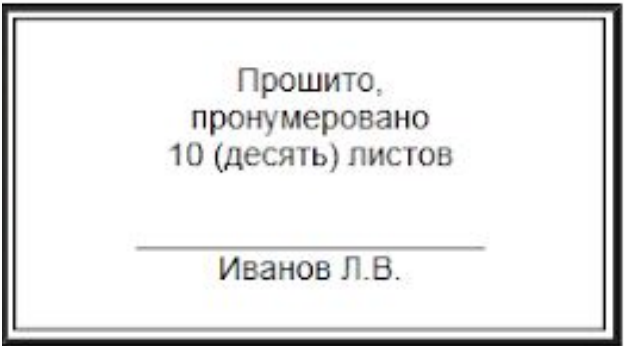 Прошито,
пронумеровано
10 (десять) листов
Иванов Л.В.